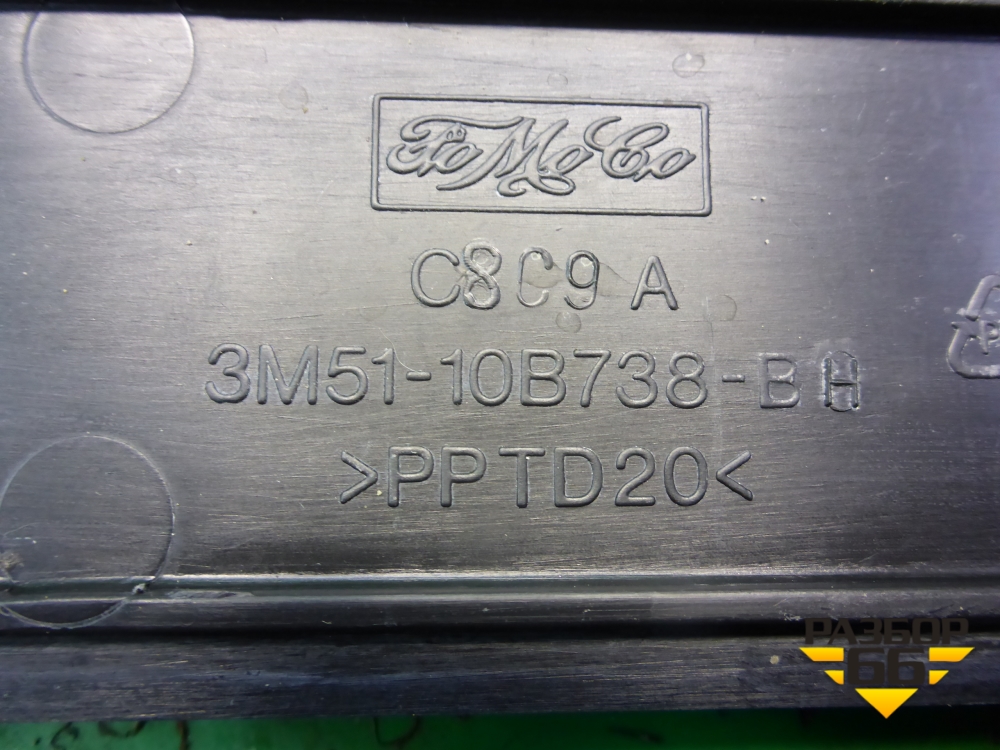 FoMoCo
C8C9 A
3M51-10B738-BH
>PPTD20<
РАЗБОР
66